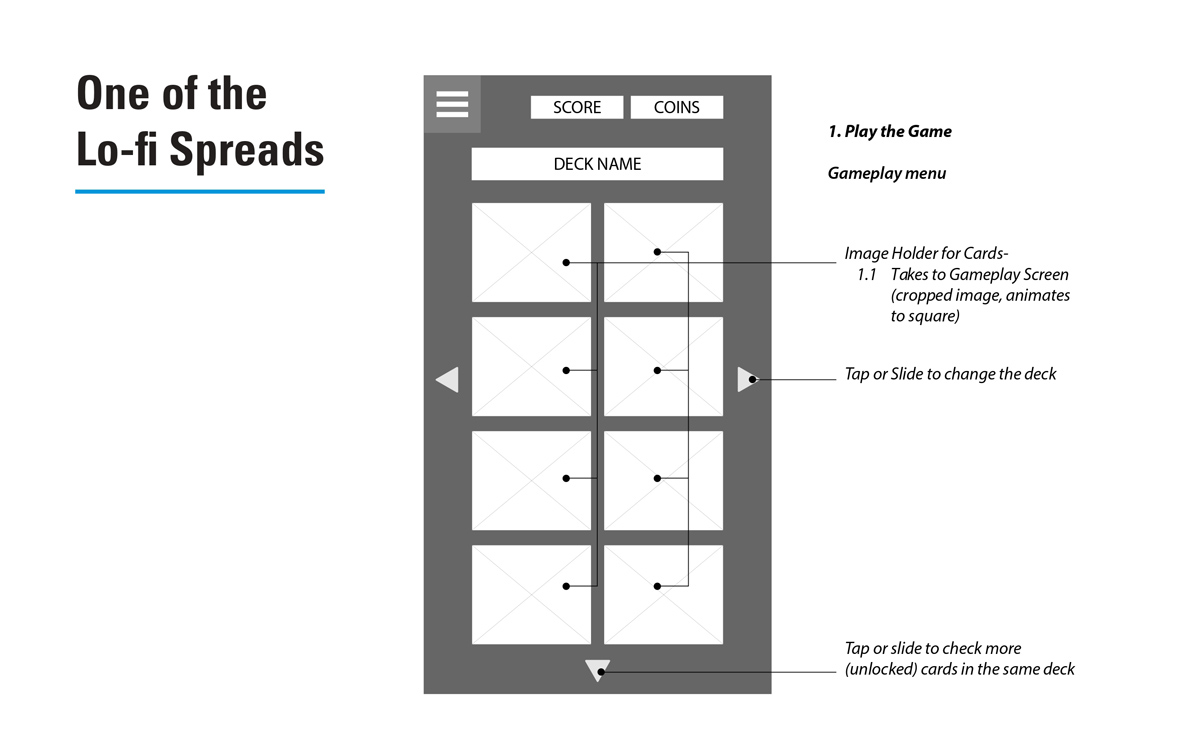 One of the
Lo-fi Spreads
SCORE
COINS
DECK NAME
1. Play the Game
Gameplay menu
Image Holder for Cards-
1.1 Takes to Gameplay Screen
(cropped image, animates
to square)
Tap or Slide to change the deck
Tap or slide to check more
(unlocked) cards in the same deck